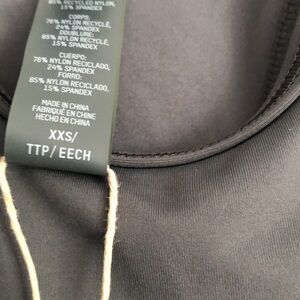 85% RECYCLED NYLON,
15% SPANDEX
CORPS:
76% NYLON RECYCLÉ,
24% SPANDEX
DOUBLURE:
85% NYLON RECYCLÉ,
15% SPANDEX
CUERPO:
76% NYLON RECICLADO,
24% SPANDEX
FORRO:
85% NYLON RECICLADO,
15% SPANDEX
MADE IN CHINA
FABRIQUÉ EN CHINE
HECHO EN CHINA
XXS/
TTP/EECH